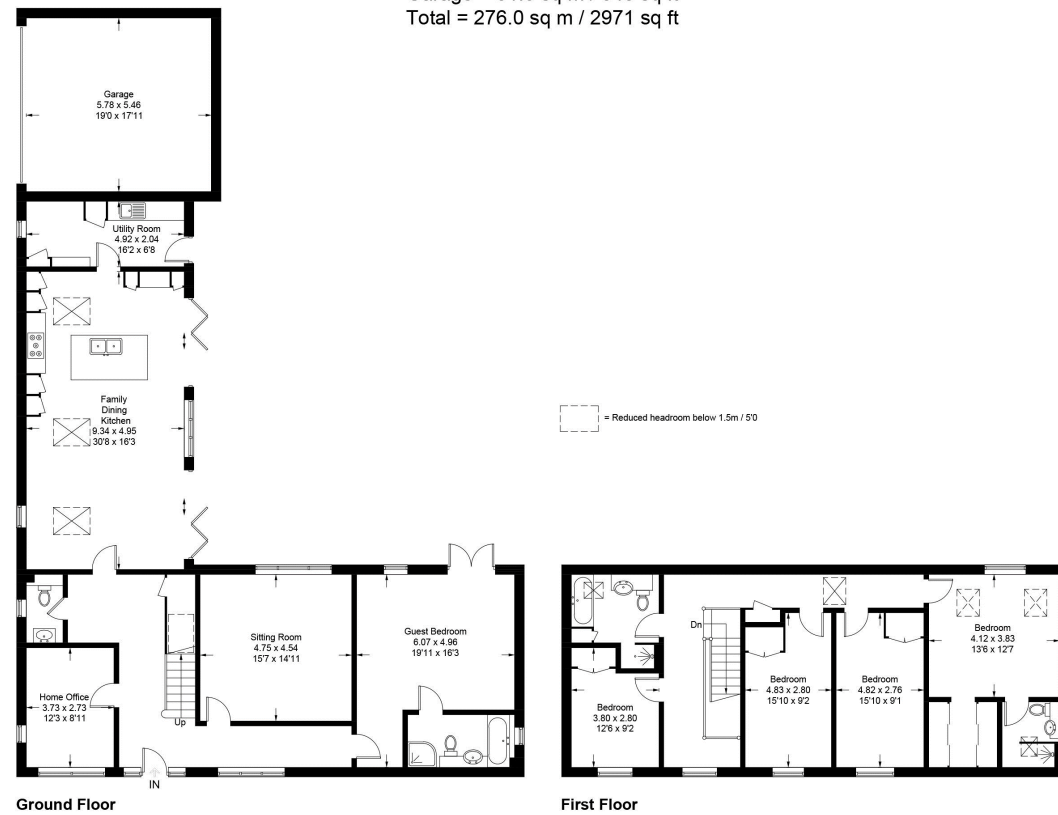 Total = 276.0 sq m / 2971 sq ft
Garage
5.78 x 5.46
19'0 x 17'11
Utility Room
4.92 x 2.04
16'2 x 6'8
Family
Dining
Kitchen
9.34 x 4.95
30'8 x 16'3
= Reduced headroom below 1.5m / 5'0
Sitting Room
4.75 x 4.54
15'7 x 14'11
Guest Bedroom
6.07 x 4.96
19'11 x 16'3
Home Office
3.73 x 2.73
12'3 x 8'11
Up
IN
Dn
Bedroom
3.80 x 2.80
12'6 x 9'2
Bedroom
4.83 x 2.80
15'10 x 9'2
Bedroom
4.82 x 2.76
15'10 x 9'1
Bedroom
4.12 x 3.83
13'6 x 12'7
Ground Floor
First Floor